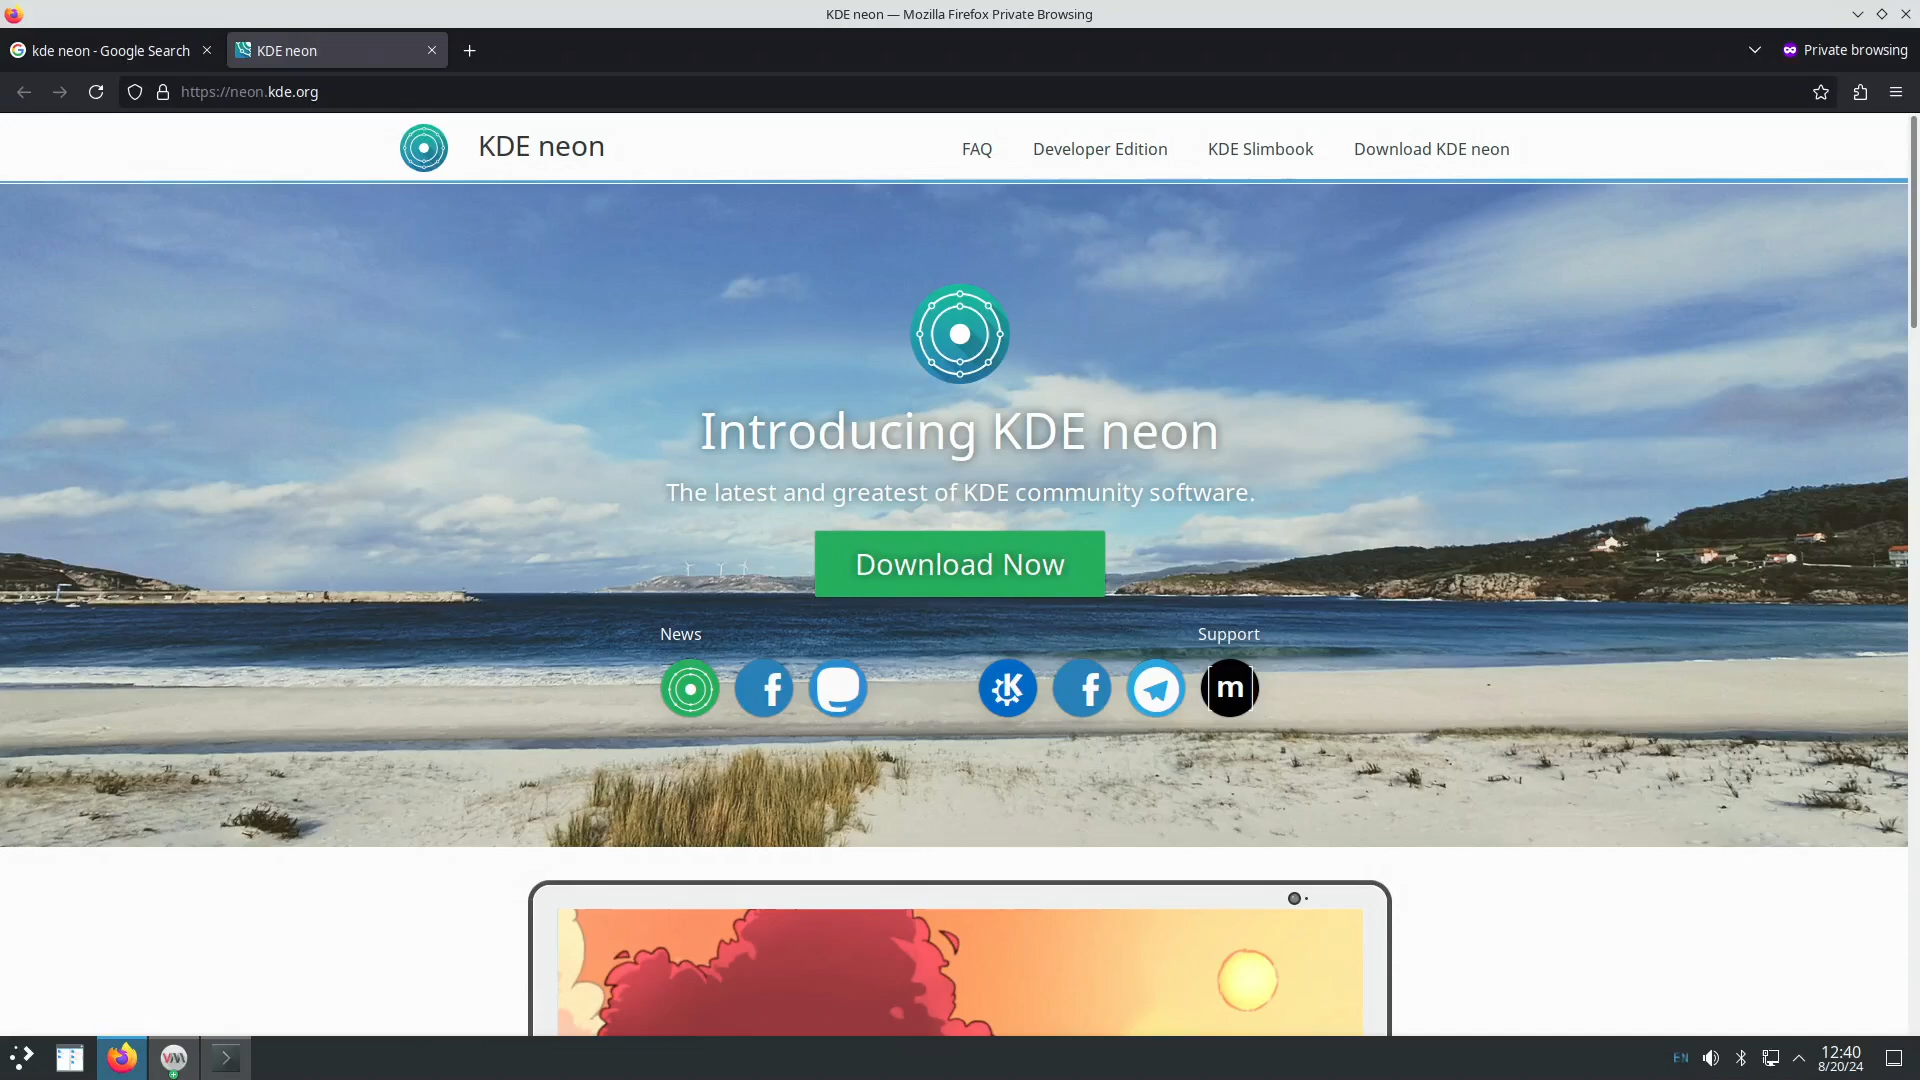 KDE neon — Mozilla Firefox Private Browsing
kde neon - Google Search
KDE neon
Private browsing
https://neon.kde.org
KDE neon
FAQ
Developer Edition
KDE Slimbook
Download KDE neon
Introducing KDE neon
The latest and greatest of KDE community software.
Download Now
News
Support
f
K
f
m
VM
EN
12:40
8/20/24